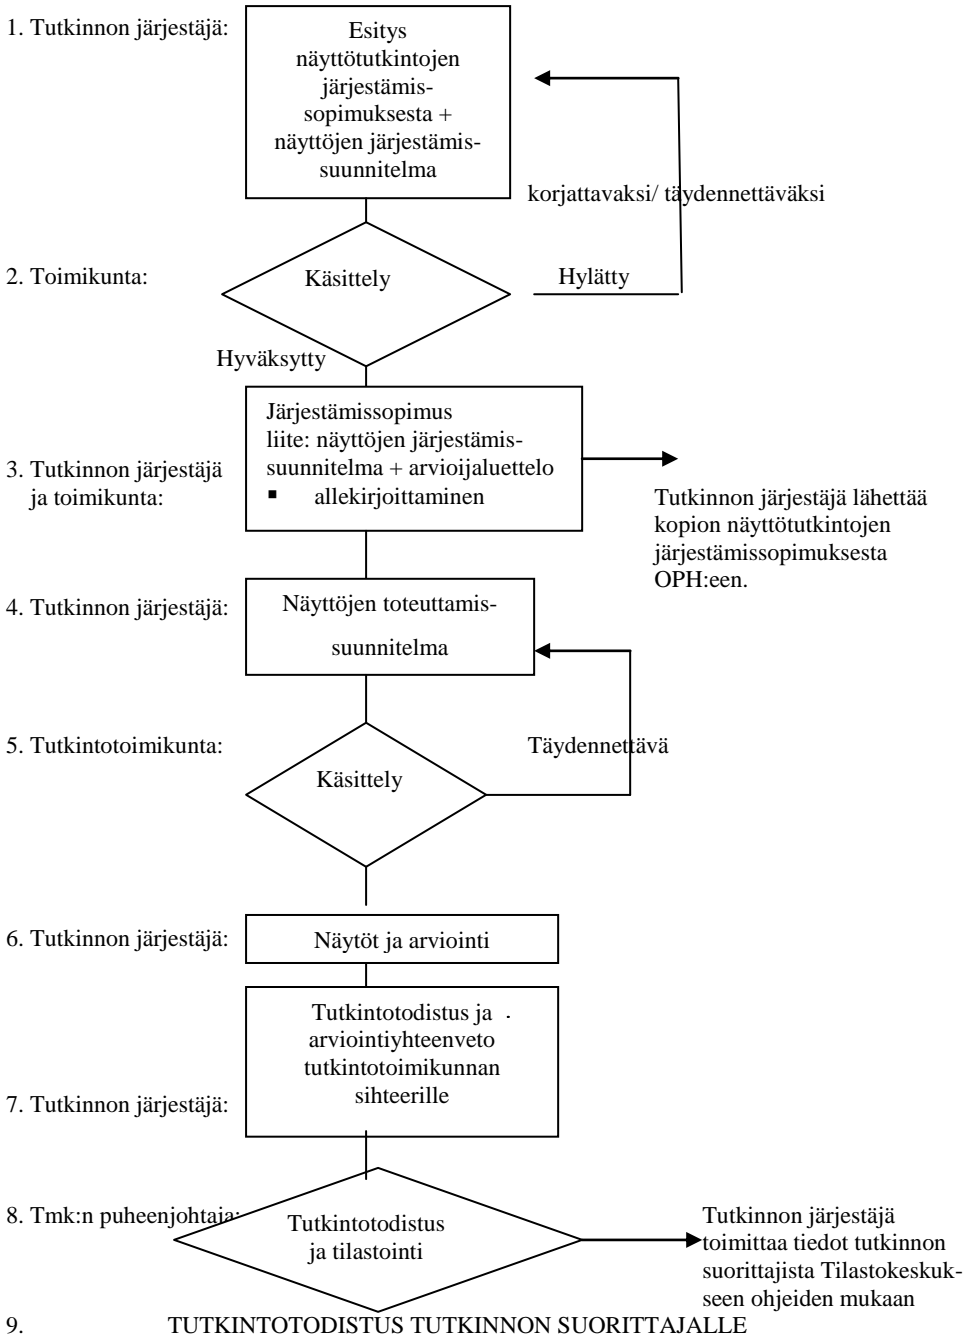 1. Tutkinnon järjestäjä:
Esitys
näyttötutkintojen
järjestämis-
sopimuksesta +
näyttöjen järjestämis-
suunnitelma
korjattavaksi/ täydennettäväksi
2. Toimikunta:
Käsittely
Hylätty
Hyväksytty
3. Tutkinnon järjestäjä
ja toimikunta:
Järjestämissopimus
liite: näyttöjen järjestämis-
suunnitelma + arvioijaluettelo
▪ allekirjoittaminen
Tutkinnon järjestäjä lähettää
kopion näyttötutkintojen
järjestämissopimuksesta
OPH:een.
4. Tutkinnon järjestäjä:
Näyttöjen toteuttamis-
suunnitelma
5. Tutkintotoimikunta:
Käsittely
Täydennettävä
6. Tutkinnon järjestäjä:
Näytöt ja arviointi
7. Tutkinnon järjestäjä:
Tutkintotodistus ja .
arviointiyhteenveto
tutkintotoimikunnan
sihteerille
8. Tmk:n puheenjohtaja:
Tutkintotodistus
ja tilastointi
Tutkinnon järjestäjä
toimittaa tiedot tutkinnon
suorittajista Tilastokeskuk-
seen ohjeiden mukaan
9. TUTKINTOTODISTUS TUTKINNON SUORITTAJALLE